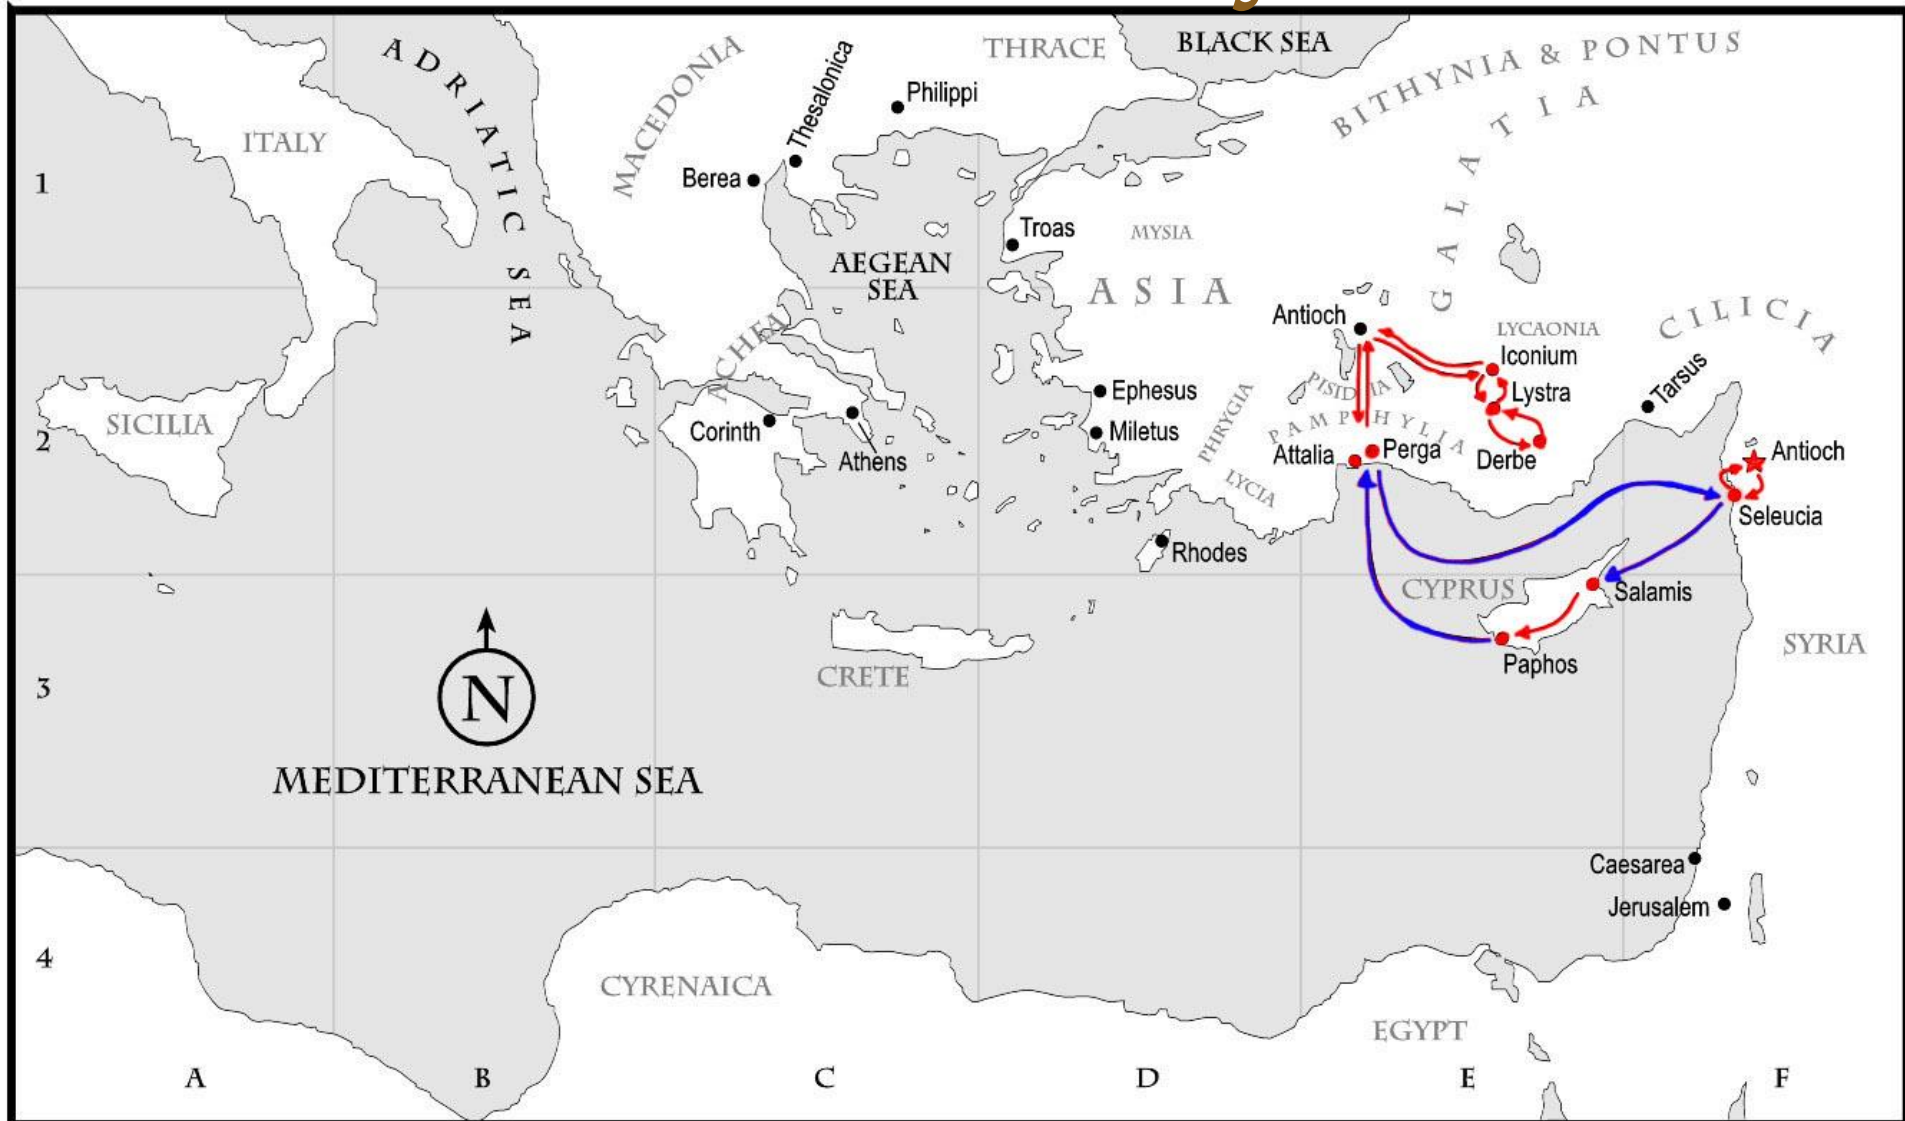 ADRIATIC SEA
MACEDONIA
Thesalonica
THRACE
BLACK SEA
BITHYNIA & PONTUS
GALATIA
Philippi
ITALY
1
Berea
Troas
MYSIA
AEGEAN
SEA
ASIA
Antioch
LYCAONIA
CILICIA
Iconium
ACHEA
Tarsus
Lystra
PISIDIA
Ephesus
PHRYGIA
SICILIA
2
Corinth
Miletus
PAMPHYLIA
Athens
Attalia
Perga
Derbe
Antioch
LYCIA
Seleucia
Rhodes
CYPRUS
Salamis
SYRIA
Paphos
CRETE
3
N
MEDITERRANEAN SEA
Caesarea
Jerusalem
4
CYRENAICA
EGYPT
A
B
C
D
E
F